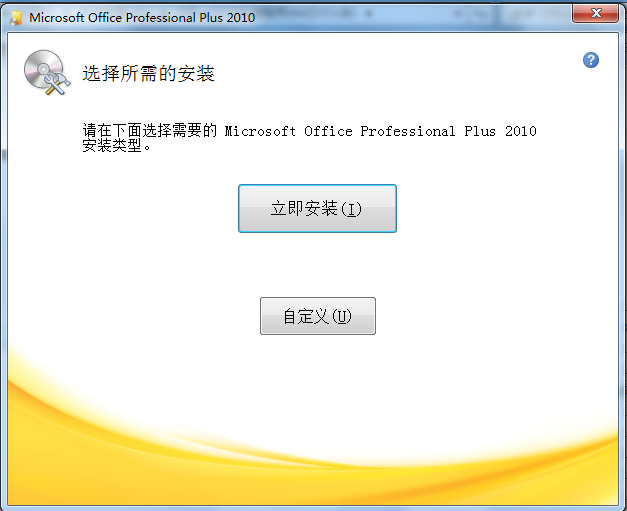 Microsoft Office Professional Plus 2010
选择所需的安装
请在下面选择需要的 Microsoft Office Professional Plus 2010
安装类型。
立即安装(I)
自定义(U)